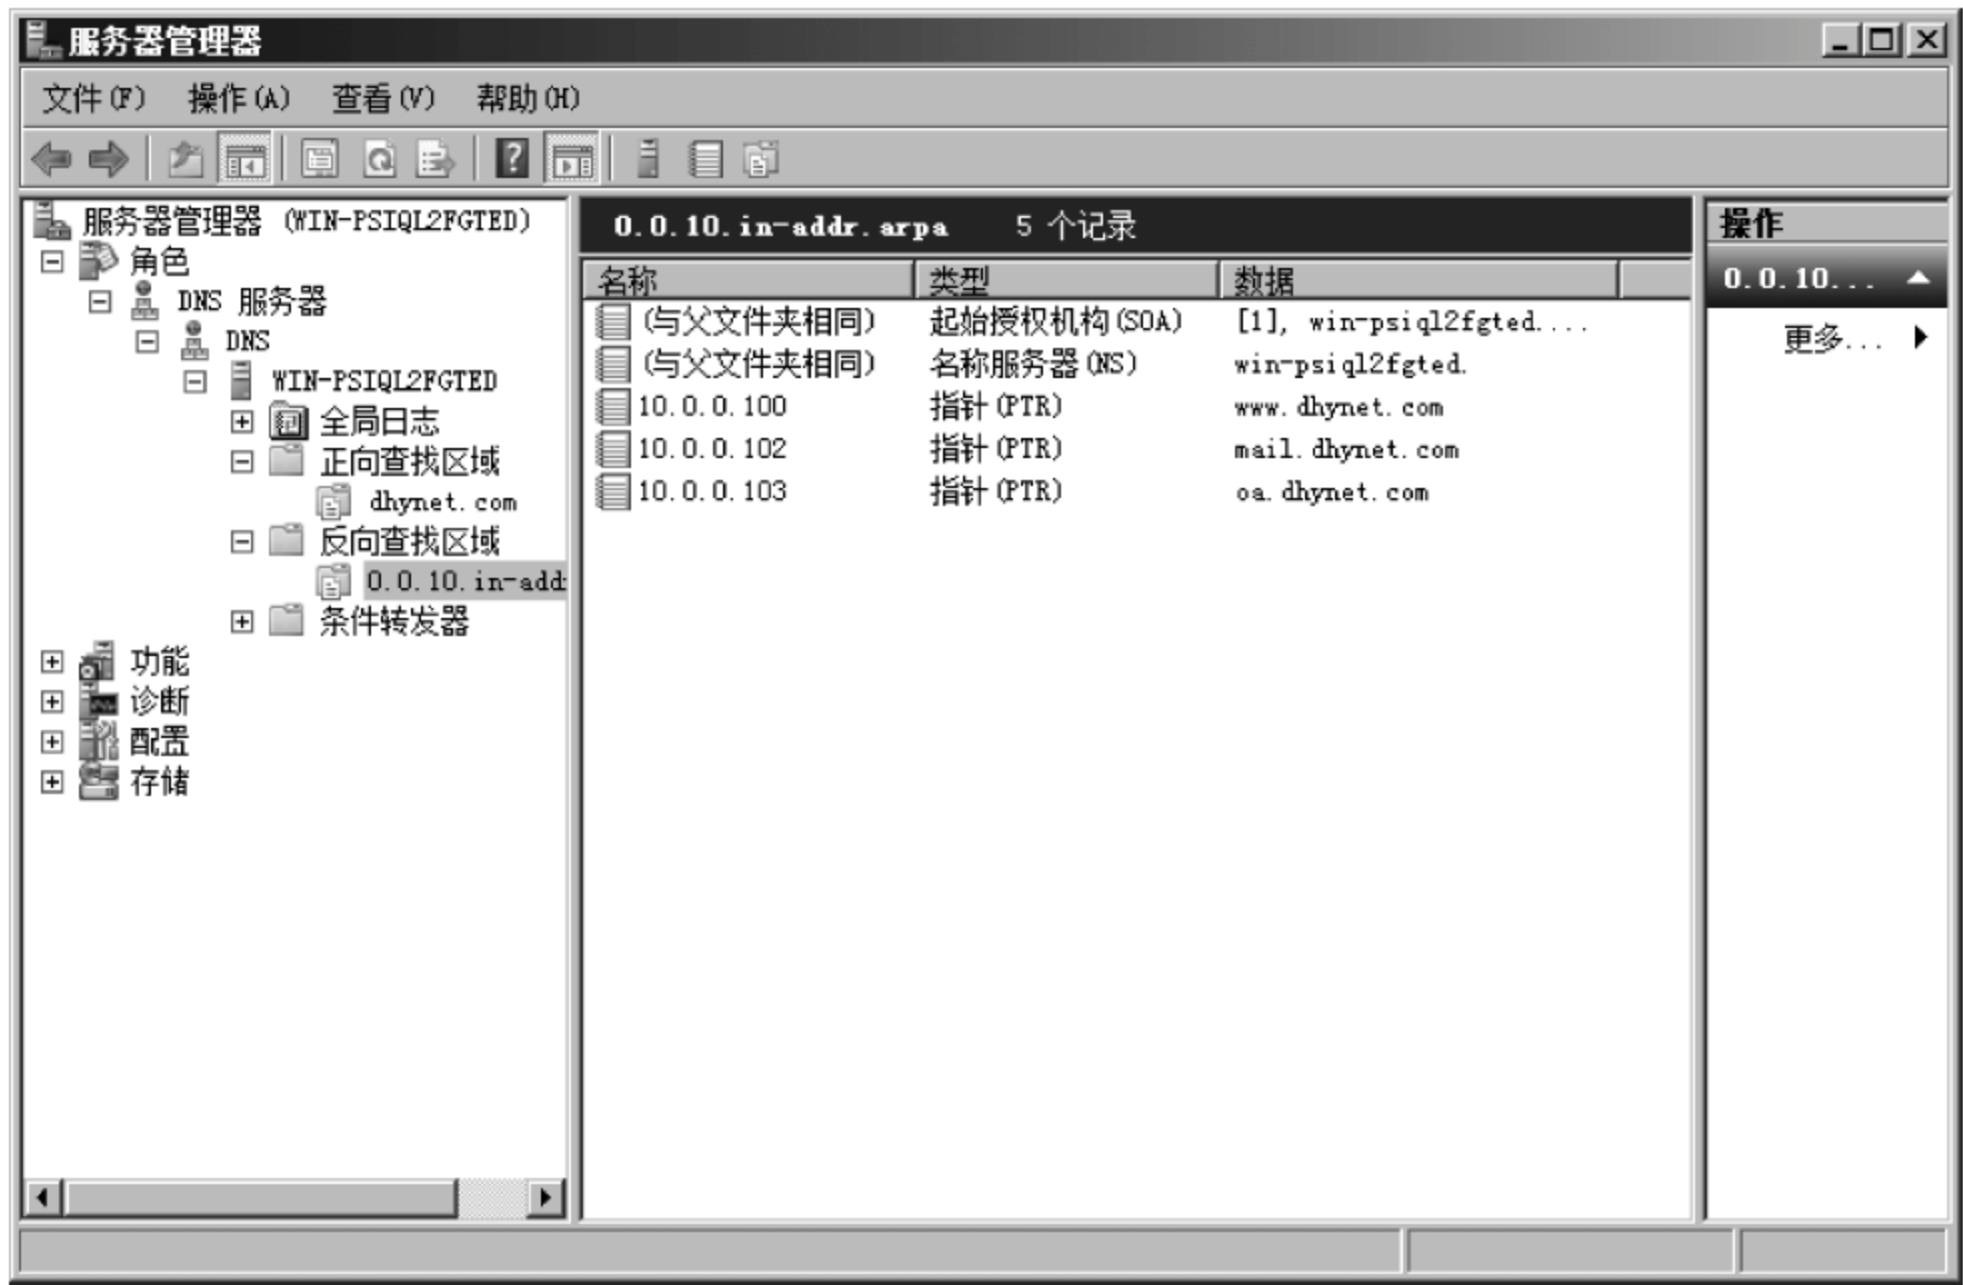 服务器管理器
文件(F) 操作(A) 查看(V) 帮助(H)
服务器管理器 (WIN-PSIQL2FGTED)
角色
DNS 服务器
DNS
WIN-PSIQL2FGTED
全局日志
正向查找区域
dhynet.com
反向查找区域
0.0.10.in-add
条件转发器
功能
诊断
配置
存储
0.0.10.in-addr.arpa 5 个记录
名称 类型 数据
(与父文件夹相同) 起始授权机构(SOA) [1], win-psiql2fgted....
(与父文件夹相同) 名称服务器(NS) win-psiql2fgted.
10.0.0.100 指针(PTR) www.dhynet.com
10.0.0.102 指针(PTR) mail.dhynet.com
10.0.0.103 指针(PTR) oa.dhynet.com
操作
0.0.10...
更多...